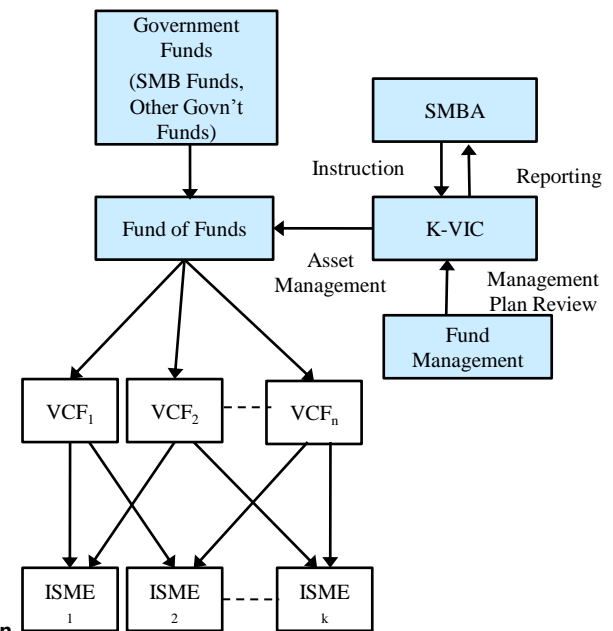 Government
Funds
(SMB Funds,
Other Govn't
Funds)
SMBA
Instruction
Reporting
Fund of Funds
K-VIC
Asset
Management
Management
Plan Review
Fund
Management
VCF1
VCF2
VCFn
ISME
1
ISME
2
ISME
k
n